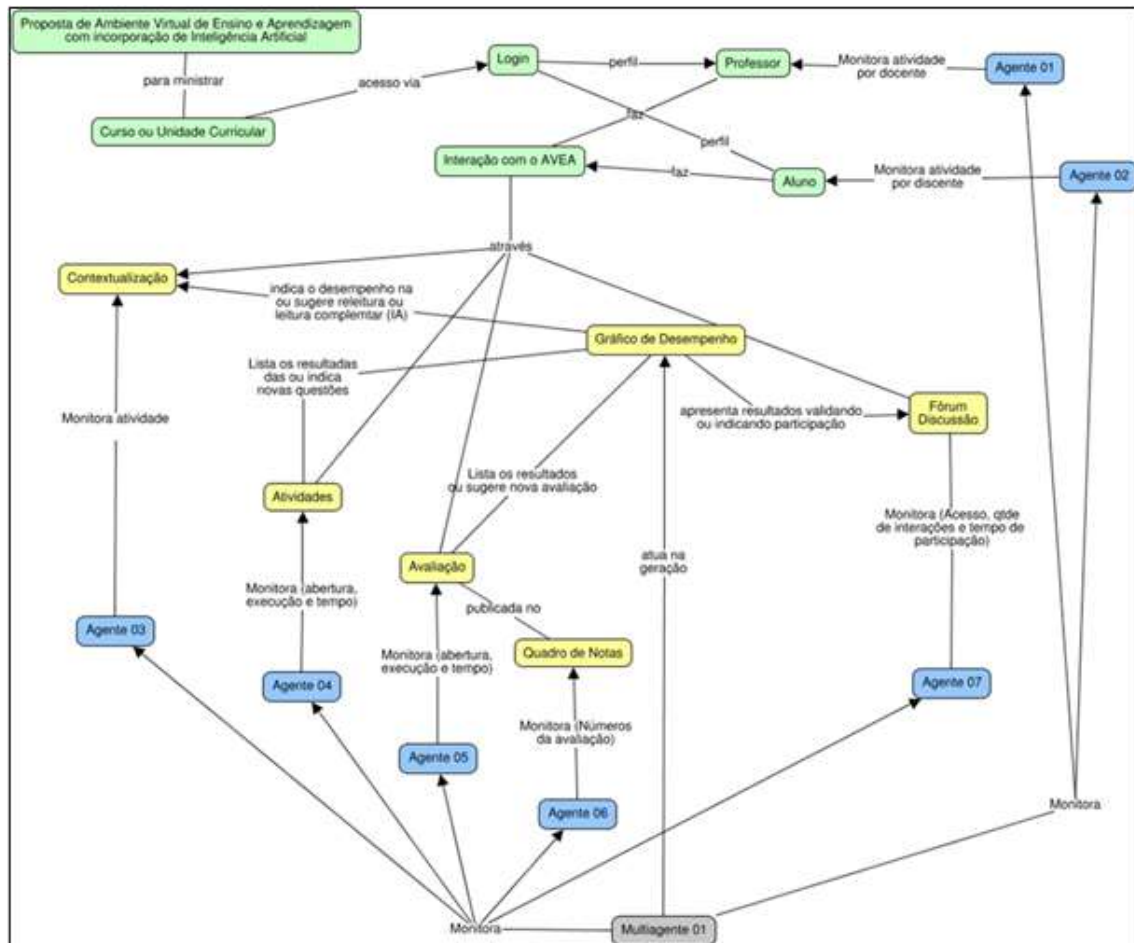 Proposta de Ambiente Virtual de Ensino e Aprendizagem
com incorporação de Inteligência Artificial
para ministrar
Curso ou Unidade Curricular
acesso via
Login
perfil
Professor
Monitora atividade
por docente
Agente 01
faz
perfil
Interação com o AVEA
faz
Aluno
Monitora atividade
por discente
Agente 02
através
Contextualização
indica o desempenho na
ou sugere releitura ou
leitura complemtar (IA)
Gráfico de Desempenho
Lista os resultadas
das ou indica
novas questões
apresenta resultados validando
ou indicando participação
Fórum
Discussão
Monitora atividade
Lista os resultados
ou sugere nova avaliação
Atividades
Monitora (Acesso, qtde
de interações e tempo de
participação)
Avaliação
atua na
geração
Monitora (abertura,
execução e tempo)
publicada no
Agente 03
Quadro de Notas
Monitora (abertura,
execução e tempo)
Agente 04
Agente 07
Monitora (Números
da avaliação)
Agente 05
Agente 06
Monitora
Monitora
Multiagente 01